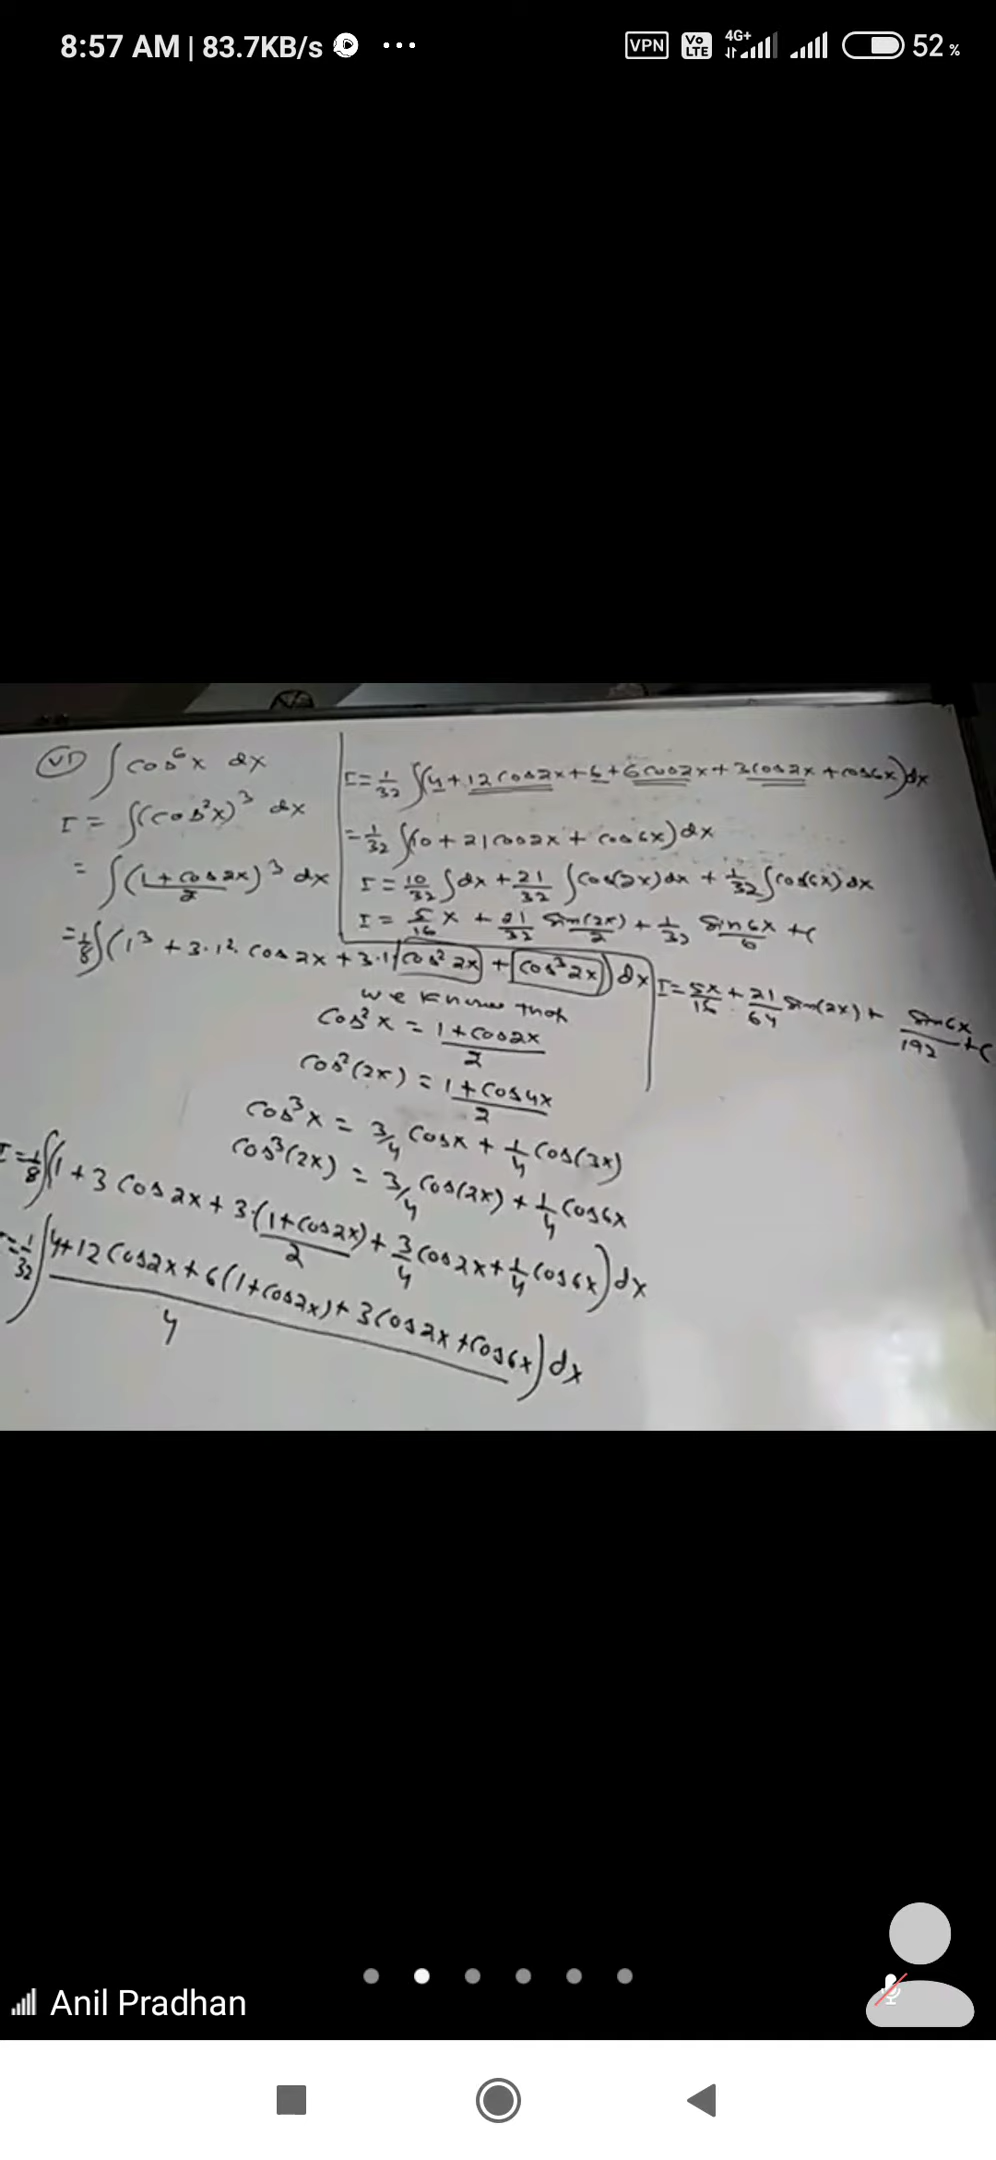 8:57 AM | 83.7KB/s ...
VPN Vo LTE 4G+ 52 %
VI) ∫ cos⁶x dx
I = ∫(cos²x)³ dx
= ∫((1+cos2x)/2)³ dx
= 1/8 ∫(1³ + 3·1²·cos2x + 3·1 cos²2x + cos³2x) dx
we know that
cos²x = (1+cos2x)/2
cos²(2x) = (1+cos4x)/2
cos³x = 3/4 cosx + 1/4 cos(3x)
cos³(2x) = 3/4 cos(2x) + 1/4 cos6x
I = 1/8 ∫(1 + 3cos2x + 3·(1+cos2x)/2 + 3/4 cos2x + 1/4 cos6x) dx
I = 1/32 ∫(4+12cos2x+6(1+cos2x)+3cos2x+cos6x)/4) dx
I = 1/32 ∫(4+12cos2x+6+6cos2x+3cos2x+cos6x)dx
= 1/32 ∫(10+21cos2x+cos6x)dx
I = 10/32 ∫dx + 21/32 ∫cos(2x)dx + 1/32 ∫cos(6x)dx
I = 5/16 x + 21/32 sin(2x)/2 + 1/32 sin6x/6 + C
I = 5x/16 + 21/64 sin(2x) + sin6x/192 + C
Anil Pradhan